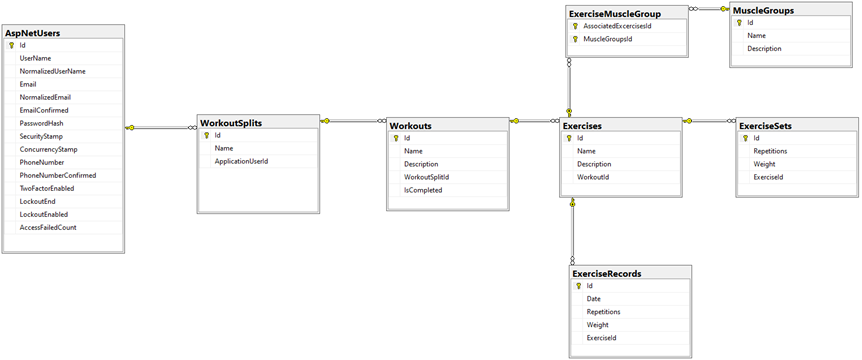 AspNetUsers
Id
UserName
NormalizedUserName
Email
NormalizedEmail
EmailConfirmed
PasswordHash
SecurityStamp
ConcurrencyStamp
PhoneNumber
PhoneNumberConfirmed
TwoFactorEnabled
LockoutEnd
LockoutEnabled
AccessFailedCount
WorkoutSplits
Id
Name
ApplicationUserId
Workouts
Id
Name
Description
WorkoutSplitId
IsCompleted
ExerciseMuscleGroup
AssociatedExcercisesId
MuscleGroupsId
MuscleGroups
Id
Name
Description
Exercises
Id
Name
Description
WorkoutId
ExerciseSets
Id
Repetitions
Weight
ExerciseId
ExerciseRecords
Id
Date
Repetitions
Weight
ExerciseId